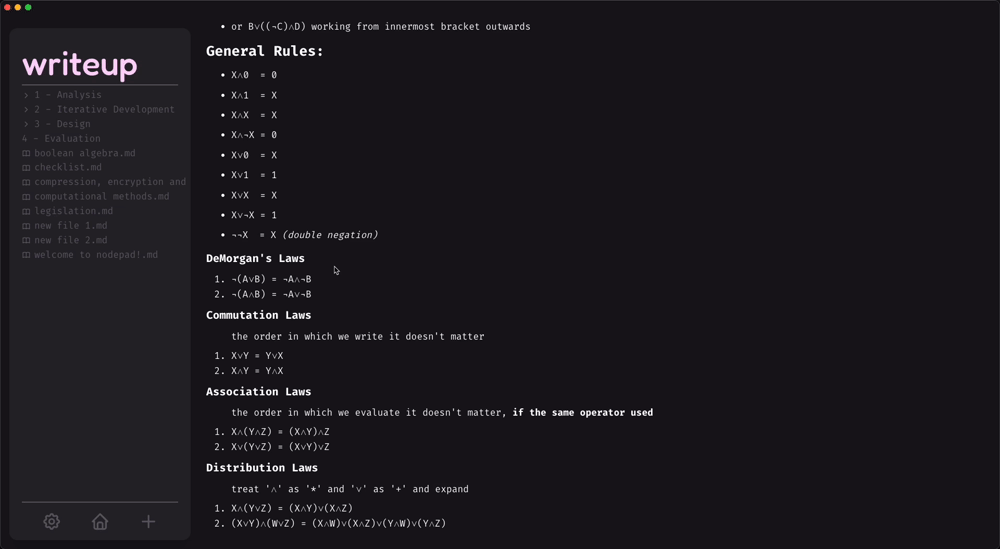 writeup
> 1 - Analysis
> 2 - Iterative Development
> 3 - Design
4 - Evaluation
boolean algebra.md
checklist.md
compression, encryption and
computational methods.md
legislation.md
new file 1.md
new file 2.md
welcome to nodepad!.md
• or B∨((¬C)∧D) working from innermost bracket outwards
General Rules:
• X∧0 = 0
• X∧1 = X
• X∧X = X
• X∧¬X = 0
• X∨0 = X
• X∨1 = 1
• X∨X = X
• X∨¬X = 1
• ¬¬X = X (double negation)
DeMorgan's Laws
1. ¬(A∨B) = ¬A∧¬B
2. ¬(A∧B) = ¬A∨¬B
Commutation Laws
the order in which we write it doesn't matter
1. X∨Y = Y∨X
2. X∧Y = Y∧X
Association Laws
the order in which we evaluate it doesn't matter, if the same operator used
1. X∧(Y∧Z) = (X∧Y)∧Z
2. X∨(Y∨Z) = (X∨Y)∨Z
Distribution Laws
treat '∧' as '*' and '∨' as '+' and expand
1. X∧(Y∨Z) = (X∧Y)∨(X∧Z)
2. (X∨Y)∧(W∨Z) = (X∧W)∨(X∧Z)∨(Y∧W)∨(Y∧Z)